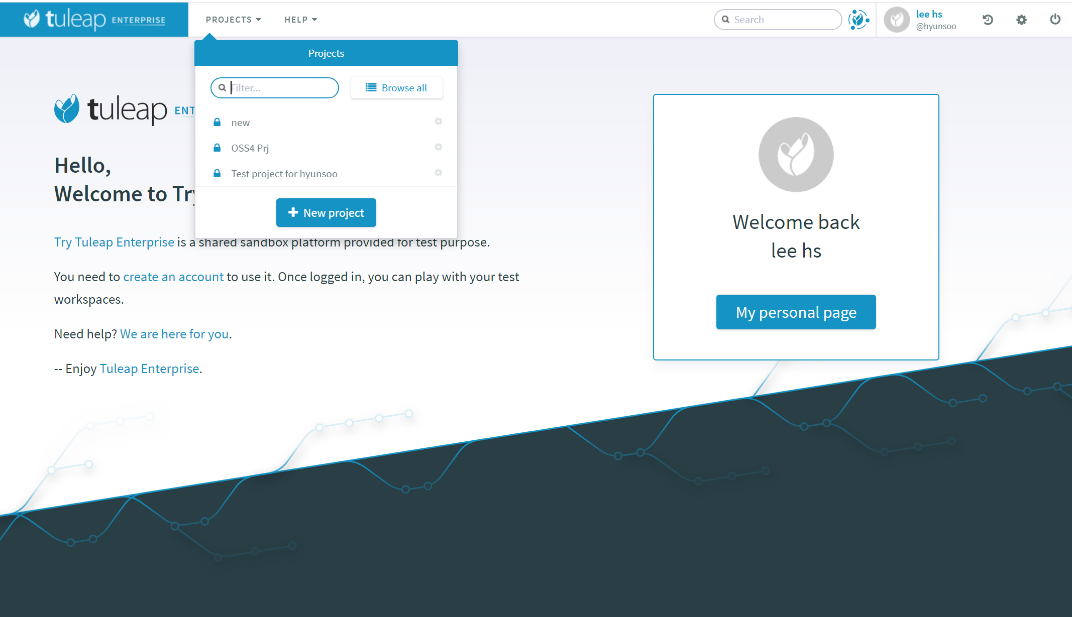 tuleap ENTERPRISE
PROJECTS
HELP
Search
lee hs
@hyunsoo
Projects
Filter...
Browse all
new
OSS4 Prj
Test project for hyunsoo
New project
tuleap ENT
Hello,
Welcome to Try
Try Tuleap Enterprise is a shared sandbox platform provided for test purpose.
You need to create an account to use it. Once logged in, you can play with your test
workspaces.
Need help? We are here for you.
-- Enjoy Tuleap Enterprise.
Welcome back
lee hs
My personal page